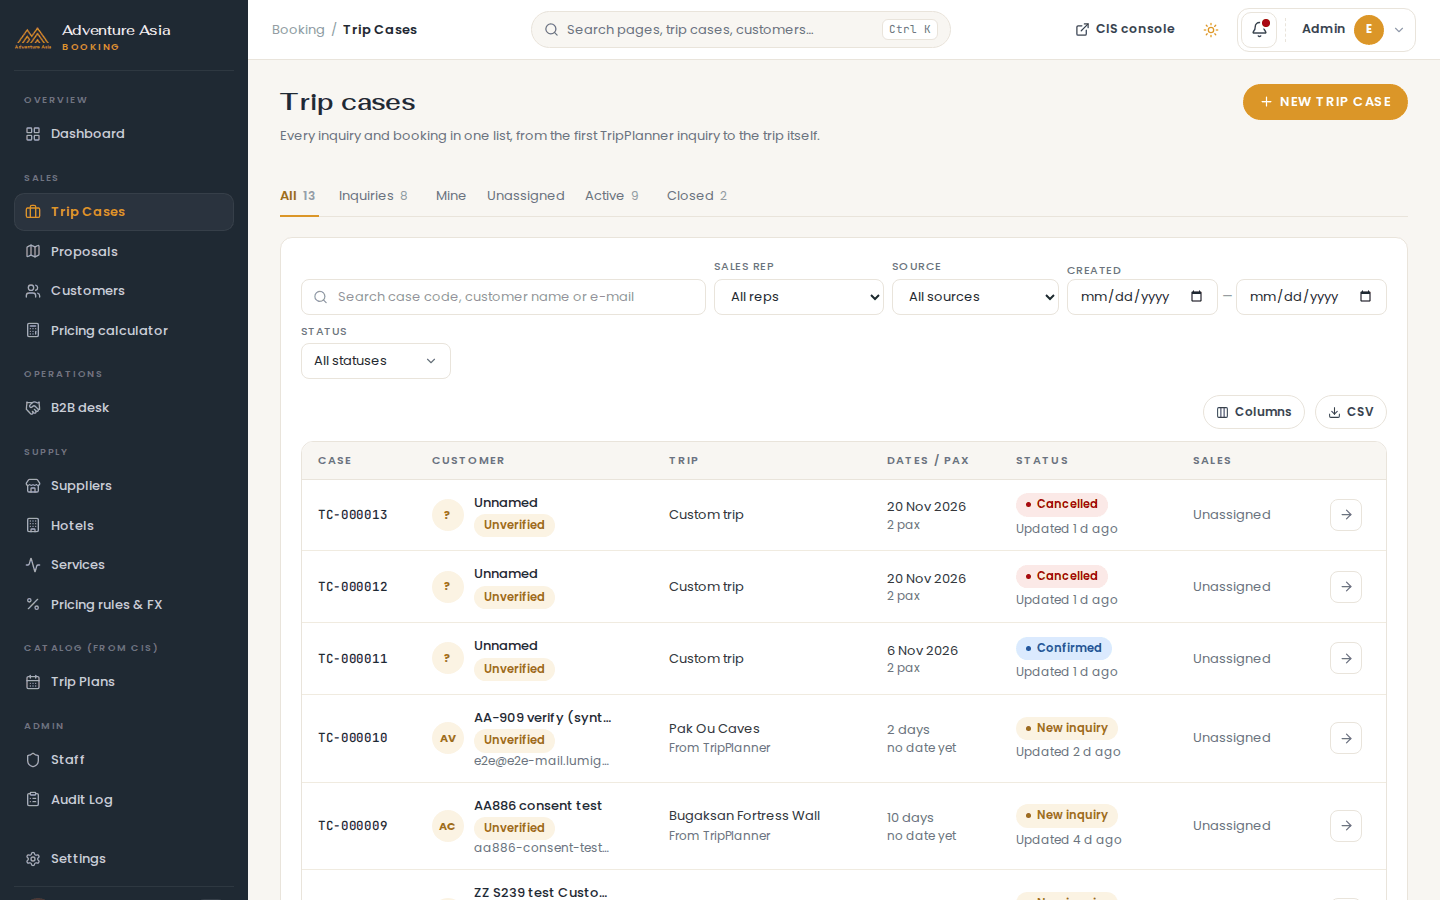 Adventure Asia
BOOKING
Adventure Asia
OVERVIEW
Dashboard
SALES
Trip Cases
Proposals
Customers
Pricing calculator
OPERATIONS
B2B desk
SUPPLY
Suppliers
Hotels
Services
Pricing rules & FX
CATALOG (FROM CIS)
Trip Plans
ADMIN
Staff
Audit Log
Settings
Booking / Trip Cases
Search pages, trip cases, customers…
Ctrl K
CIS console
Admin
E
Trip cases
NEW TRIP CASE
Every inquiry and booking in one list, from the first TripPlanner inquiry to the trip itself.
All 13 Inquiries 8 Mine Unassigned Active 9 Closed 2
SALES REP SOURCE CREATED
Search case code, customer name or e-mail All reps All sources mm/dd/yyyy – mm/dd/yyyy
STATUS
All statuses
Columns CSV
CASE CUSTOMER TRIP DATES / PAX STATUS SALES
TC-000013 ? Unnamed
Unverified
Custom trip
20 Nov 2026
2 pax
Cancelled
Updated 1 d ago
Unassigned
TC-000012 ? Unnamed
Unverified
Custom trip
20 Nov 2026
2 pax
Cancelled
Updated 1 d ago
Unassigned
TC-000011 ? Unnamed
Unverified
Custom trip
6 Nov 2026
2 pax
Confirmed
Updated 1 d ago
Unassigned
TC-000010 AV AA-909 verify (synt…
Unverified
e2e@e2e-mail.lumig…
Pak Ou Caves
From TripPlanner
2 days
no date yet
New inquiry
Updated 2 d ago
Unassigned
TC-000009 AC AA886 consent test
Unverified
aa886-consent-test…
Bugaksan Fortress Wall
From TripPlanner
10 days
no date yet
New inquiry
Updated 4 d ago
Unassigned
ZZ S239 test Custo…